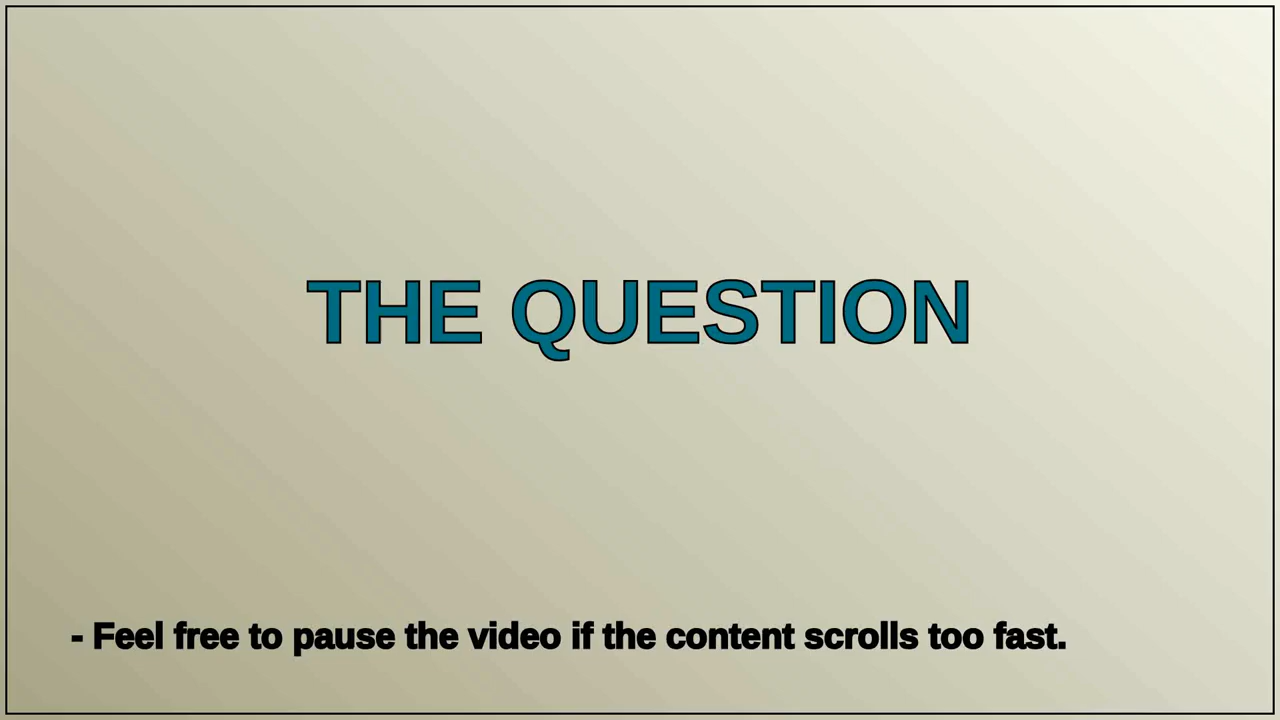 THE QUESTION
- Feel free to pause the video if the content scrolls too fast.